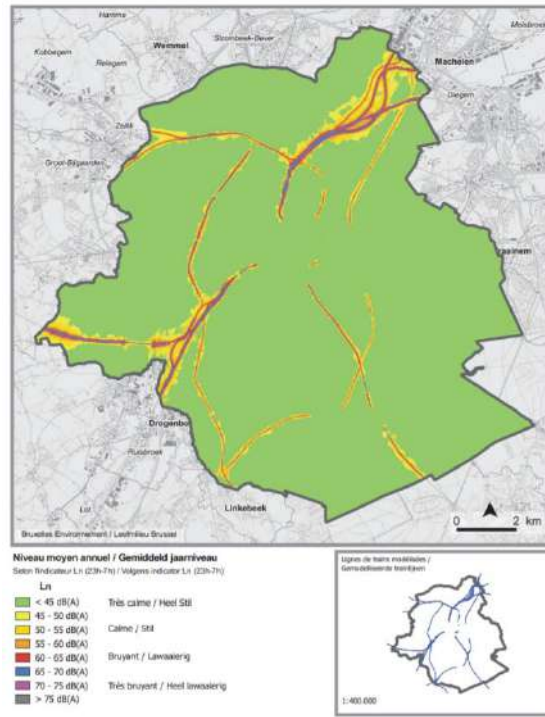 Hamme
Strombeek-Bever
Kobbegem
Wemmel
Relegem
Machelen
Diegem
Zellik
Groot-Bijgaarden
Drogenbo
Ruisbroek
Lot
Linkebeek
0 2 km
Bruxelles Environnement / Leefmilieu Brussel
Niveau moyen annuel / Gemiddeld jaarniveau
Selon l'indicateur Ln (23h-7h) / Volgens indicator Ln (23h-7h)
Ln
< 45 dB(A) Très calme / Heel Stil
45 - 50 dB(A)
50 - 55 dB(A) Calme / Stil
55 - 60 dB(A)
60 - 65 dB(A) Bruyant / Lawaaierig
65 - 70 dB(A)
70 - 75 dB(A) Très bruyant / Heel lawaaierig
> 75 dB(A)
Lignes de trains modélisées /
Gemodelleerde treinlijnen
1:400.000